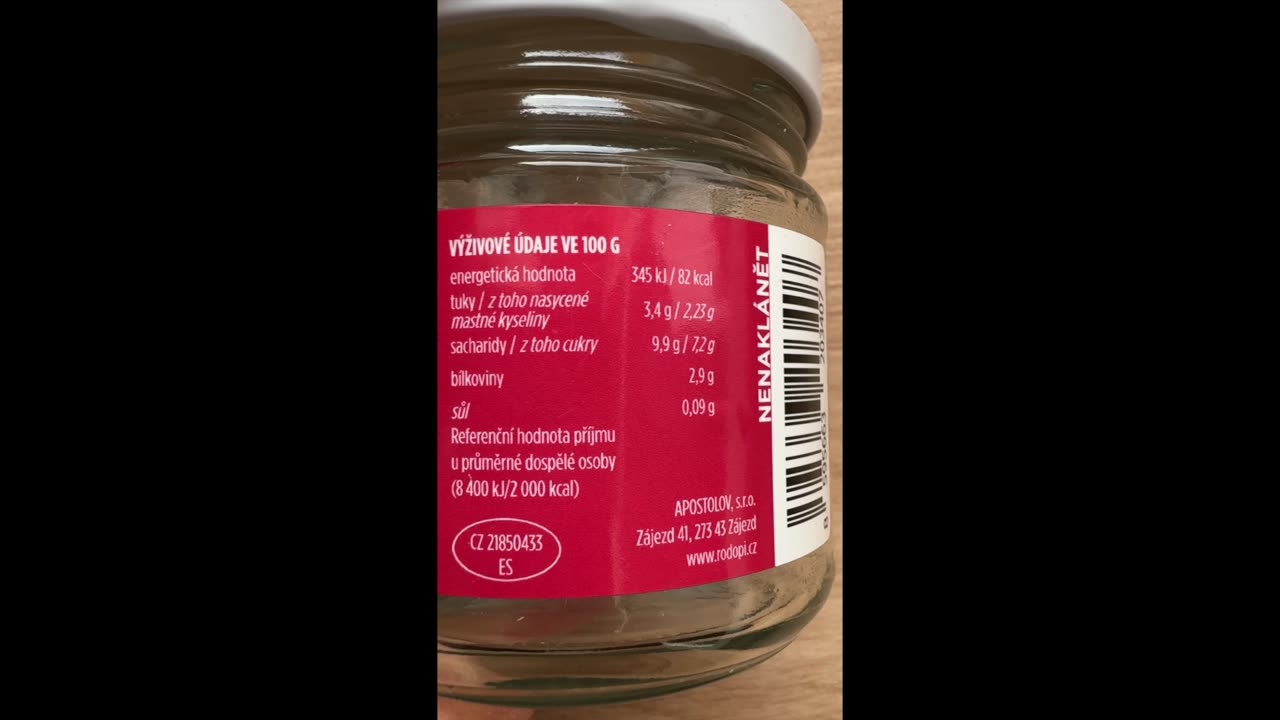 VÝŽIVOVÉ ÚDAJE VE 100 G
energetická hodnota 345 kJ / 82 kcal
tuky / z toho nasycené
mastné kyseliny 3,4 g / 2,23 g
sacharidy / z toho cukry 9,9 g / 7,2 g
bílkoviny 2,9 g
sůl 0,09 g
Referenční hodnota příjmu
u průměrné dospělé osoby
(8 400 kJ/2 000 kcal)
CZ 21850433
ES
APOSTOLOV, s.r.o.
Zájezd 41, 273 43 Zájezd
www.rodopi.cz
NENAKLÁNĚT